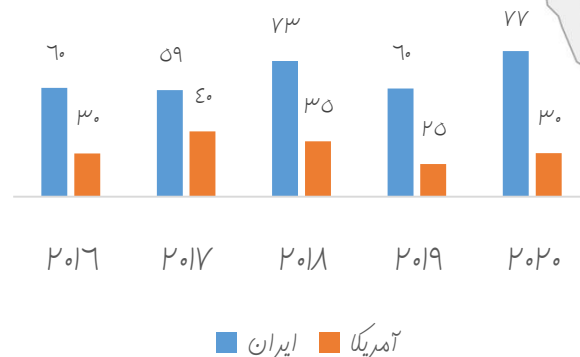 ۶۰ ۳۰ ۵۹ ۴۰ ۷۳ ۳۵ ۶۰ ۲۵ ۷۷ ۳۰
۲۰۱۶ ۲۰۱۷ ۲۰۱۸ ۲۰۱۹ ۲۰۲۰
ایران آمریکا